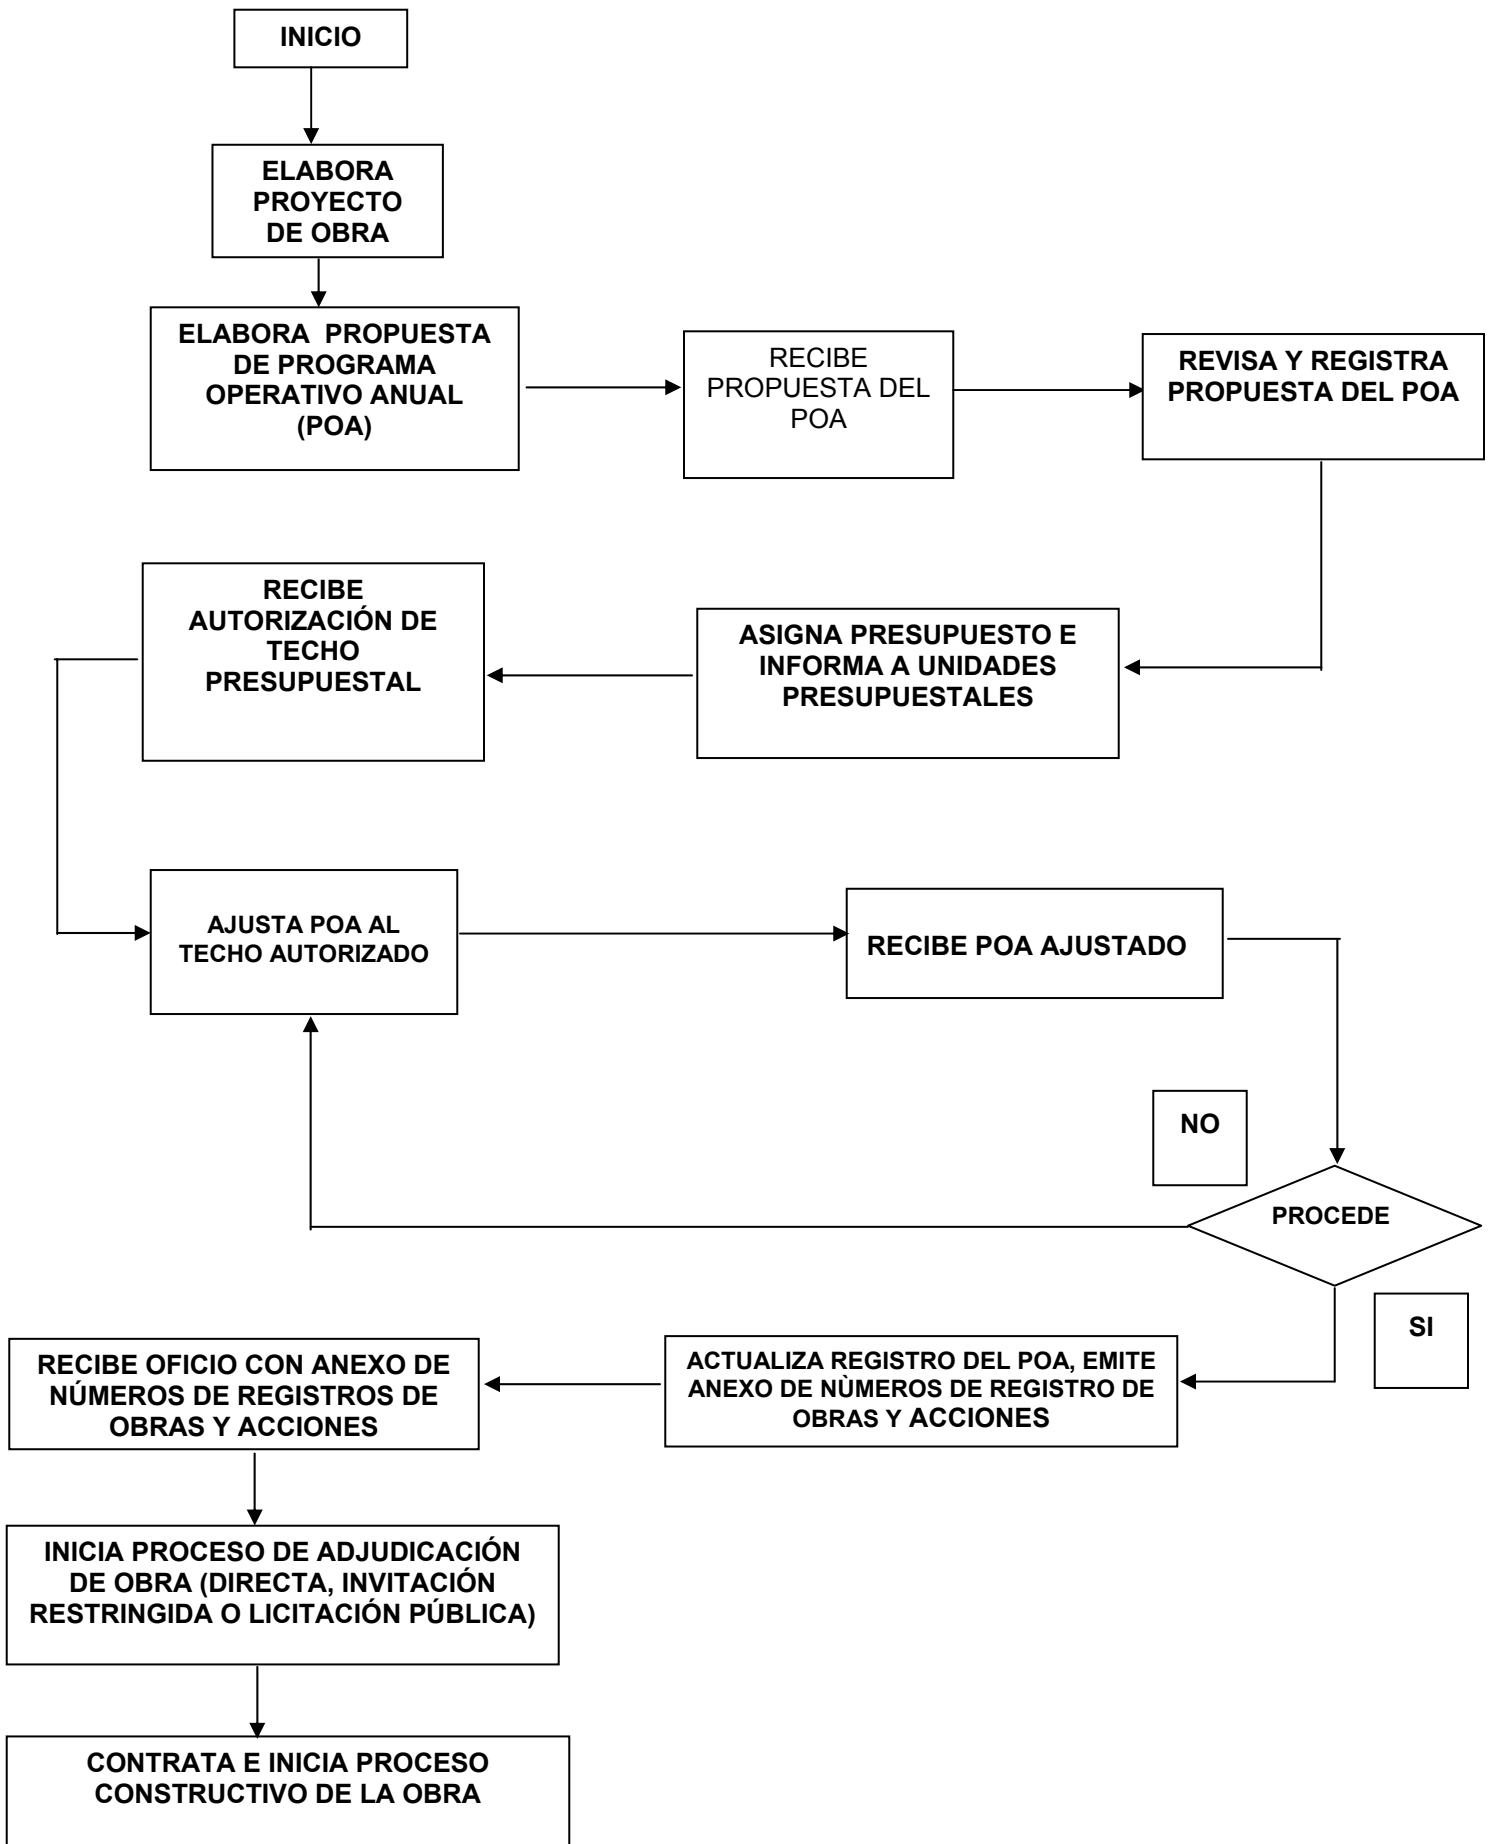 INICIO
ELABORA
PROYECTO
DE OBRA
ELABORA PROPUESTA
DE PROGRAMA
OPERATIVO ANUAL
(POA)
RECIBE
PROPUESTA DEL
POA
REVISA Y REGISTRA
PROPUESTA DEL POA
ASIGNA PRESUPUESTO E
INFORMA A UNIDADES
PRESUPUESTALES
RECIBE
AUTORIZACIÓN DE
TECHO
PRESUPUESTAL
AJUSTA POA AL
TECHO AUTORIZADO
RECIBE POA AJUSTADO
NO
PROCEDE
SI
ACTUALIZA REGISTRO DEL POA, EMITE
ANEXO DE NÙMEROS DE REGISTRO DE
OBRAS Y ACCIONES
RECIBE OFICIO CON ANEXO DE
NÚMEROS DE REGISTROS DE
OBRAS Y ACCIONES
INICIA PROCESO DE ADJUDICACIÓN
DE OBRA (DIRECTA, INVITACIÓN
RESTRINGIDA O LICITACIÓN PÚBLICA)
CONTRATA E INICIA PROCESO
CONSTRUCTIVO DE LA OBRA